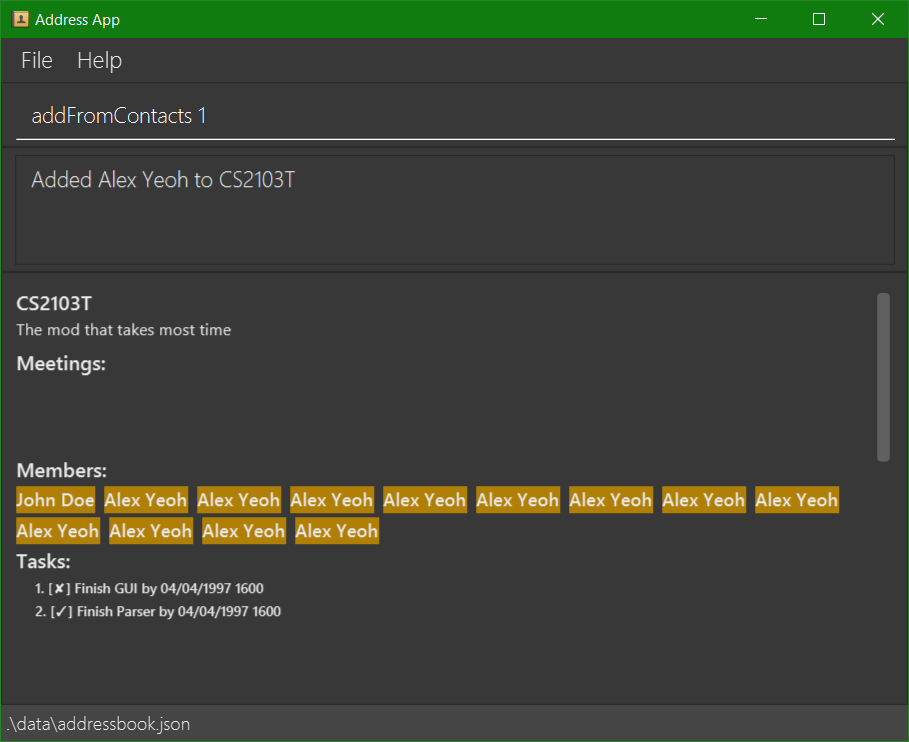 Address App
File Help
addFromContacts 1
Added Alex Yeoh to CS2103T
CS2103T
The mod that takes most time
Meetings:
Members:
John Doe Alex Yeoh Alex Yeoh Alex Yeoh Alex Yeoh Alex Yeoh Alex Yeoh Alex Yeoh Alex Yeoh
Alex Yeoh Alex Yeoh Alex Yeoh Alex Yeoh
Tasks:
1. [✘] Finish GUI by 04/04/1997 1600
2. [✓] Finish Parser by 04/04/1997 1600
.\data\addressbook.json